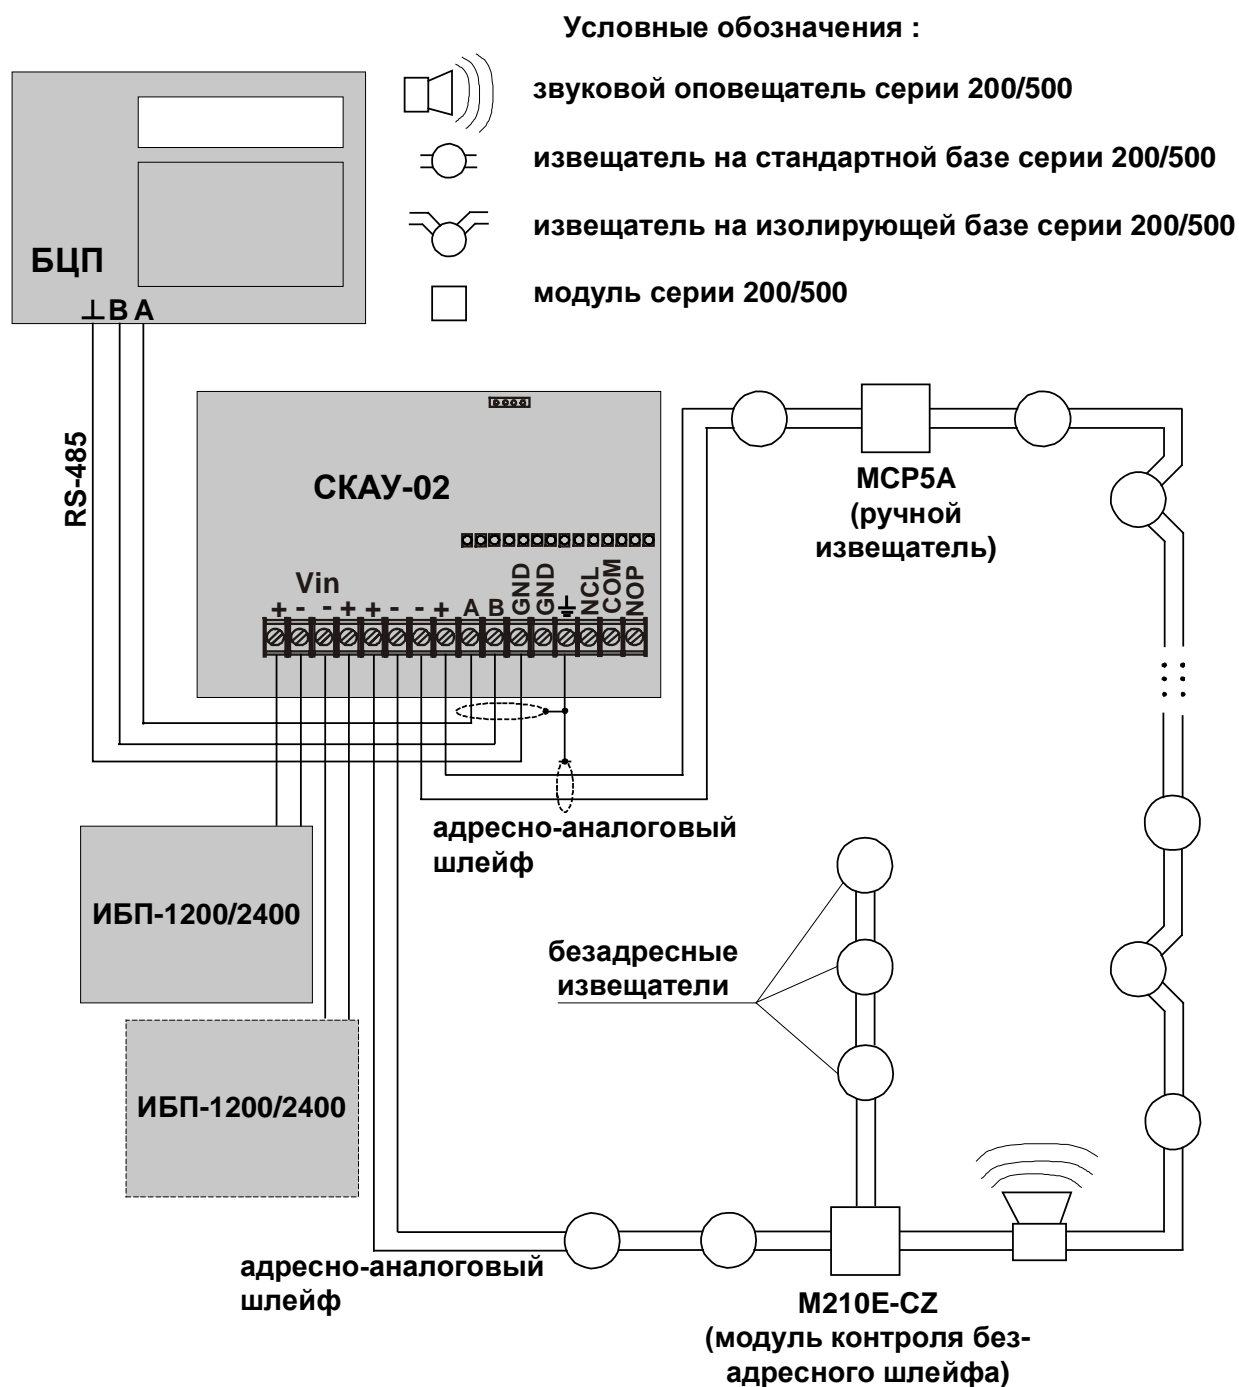 Условные обозначения :
звуковой оповещатель серии 200/500
извещатель на стандартной базе серии 200/500
извещатель на изолирующей базе серии 200/500
модуль серии 200/500
БЦП
⊥ B A
RS-485
СКАУ-02
Vin
+ - - + + - - + A B GND GND ⏚ NCL COM NOP
MCP5A
(ручной
извещатель)
адресно-аналоговый
шлейф
ИБП-1200/2400
безадресные
извещатели
ИБП-1200/2400
адресно-аналоговый
шлейф
M210E-CZ
(модуль контроля без-
адресного шлейфа)